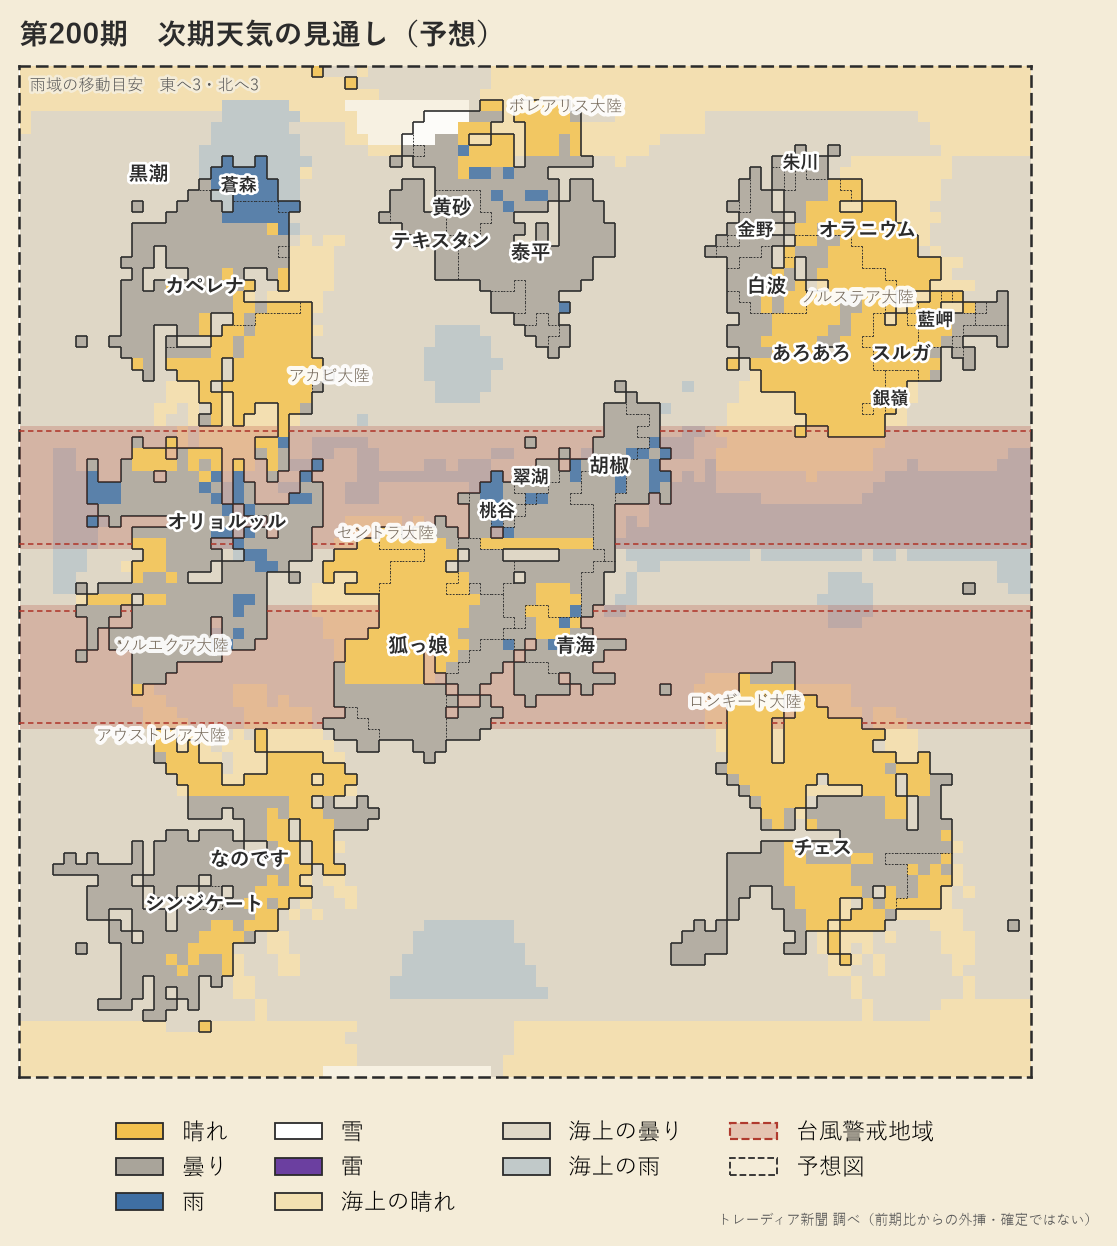 第200期　次期天気の見通し（予想）
雨域の移動目安　東へ3・北へ3
ボレアリス大陸
黒潮
蒼森
朱川
黄砂
金野
オラニウム
テキスタン
泰平
カペレナ
白波
ノルステア大陸
藍岬
あろあろ
スルガ
アカピ大陸
銀嶺
胡椒
翠湖
桃谷
オリョルッル
セントラ大陸
ソルエクア大陸
狐っ娘
青海
ロンギード大陸
アウストレア大陸
なのです
チェス
シンジケート
晴れ
雪
海上の曇り
台風警戒地域
曇り
雷
海上の雨
予想図
雨
海上の晴れ
トレーディア新聞 調べ（前期比からの外挿・確定ではない）